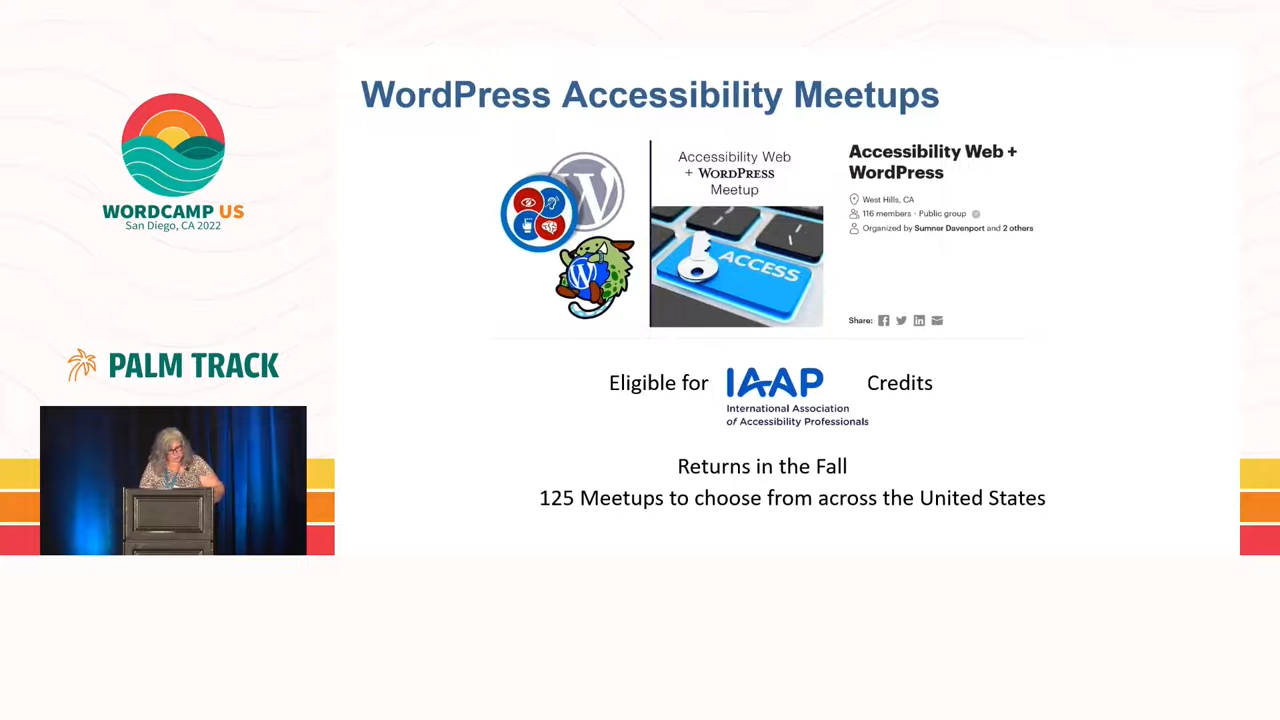 WordPress Accessibility Meetups
WORDCAMP US
San Diego, CA 2022
PALM TRACK
Accessibility Web
+ WORDPRESS
Meetup
ACCESS
Accessibility Web +
WordPress
West Hills, CA
116 members · Public group
Organized by Sumner Davenport and 2 others
Share:
Eligible for IAAP Credits
International Association
of Accessibility Professionals
Returns in the Fall
125 Meetups to choose from across the United States